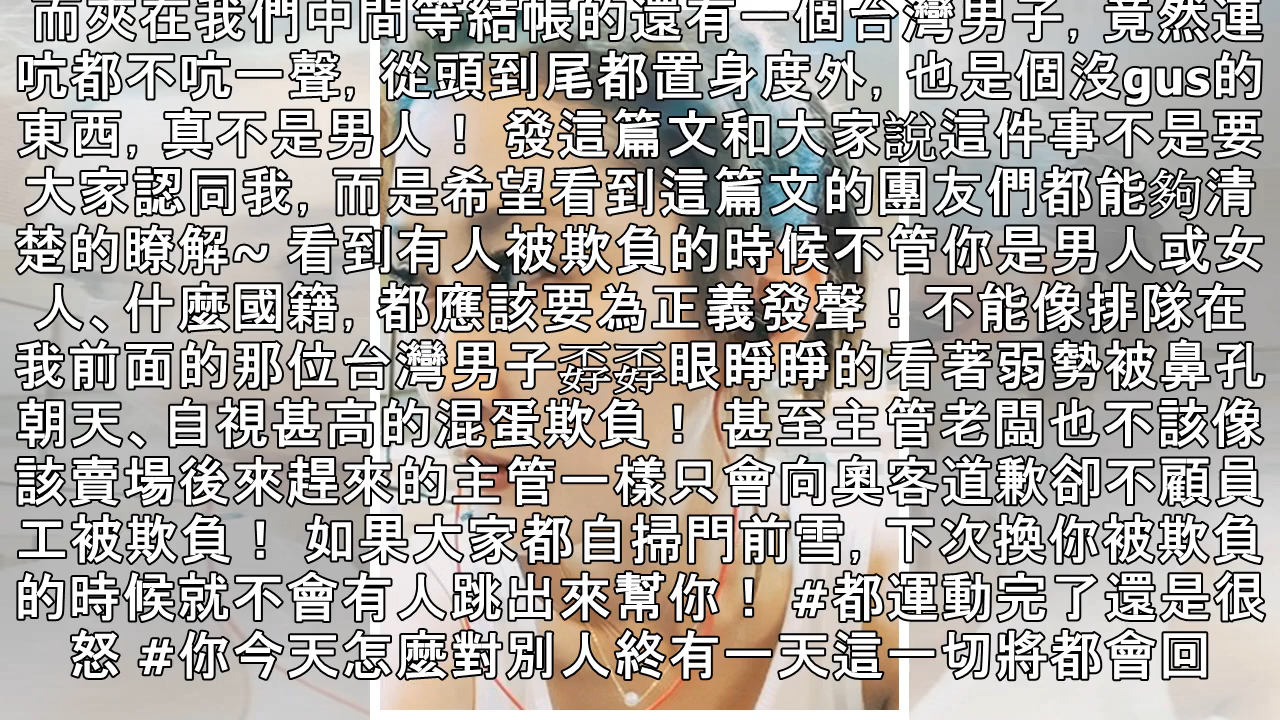 而夾在我們中間等結帳的還有一個台灣男子, 竟然連
吭都不吭一聲, 從頭到尾都置身度外, 也是個沒gus的
東西, 真不是男人！ 發這篇文和大家說這件事不是要
大家認同我, 而是希望看到這篇文的團友們都能夠清
楚的瞭解~ 看到有人被欺負的時候不管你是男人或女
人、什麼國籍, 都應該要為正義發聲！不能像排隊在
我前面的那位台灣男子孬孬眼睜睜的看著弱勢被鼻孔
朝天、自視甚高的混蛋欺負！ 甚至主管老闆也不該像
該賣場後來趕來的主管一樣只會向奧客道歉卻不顧員
工被欺負！ 如果大家都自掃門前雪, 下次換你被欺負
的時候就不會有人跳出來幫你！ #都運動完了還是很
怒 #你今天怎麼對別人終有一天這一切將都會回